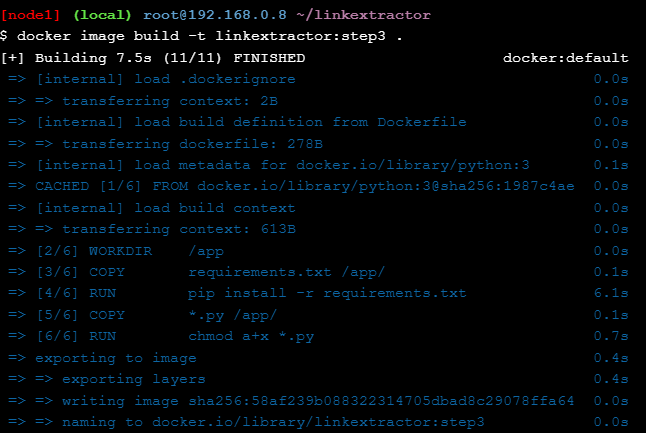 [node1] (local) root@192.168.0.8 ~/linkextractor
$ docker image build -t linkextractor:step3 .
[+] Building 7.5s (11/11) FINISHED docker:default
=> [internal] load .dockerignore 0.0s
=> => transferring context: 2B 0.0s
=> [internal] load build definition from Dockerfile 0.0s
=> => transferring dockerfile: 278B 0.0s
=> [internal] load metadata for docker.io/library/python:3 0.1s
=> CACHED [1/6] FROM docker.io/library/python:3@sha256:1987c4ae 0.0s
=> [internal] load build context 0.0s
=> => transferring context: 613B 0.0s
=> [2/6] WORKDIR /app 0.0s
=> [3/6] COPY requirements.txt /app/ 0.1s
=> [4/6] RUN pip install -r requirements.txt 6.1s
=> [5/6] COPY *.py /app/ 0.1s
=> [6/6] RUN chmod a+x *.py 0.7s
=> exporting to image 0.4s
=> => exporting layers 0.4s
=> => writing image sha256:58af239b088322314705dbad8c29078ffa64 0.0s
=> => naming to docker.io/library/linkextractor:step3 0.0s